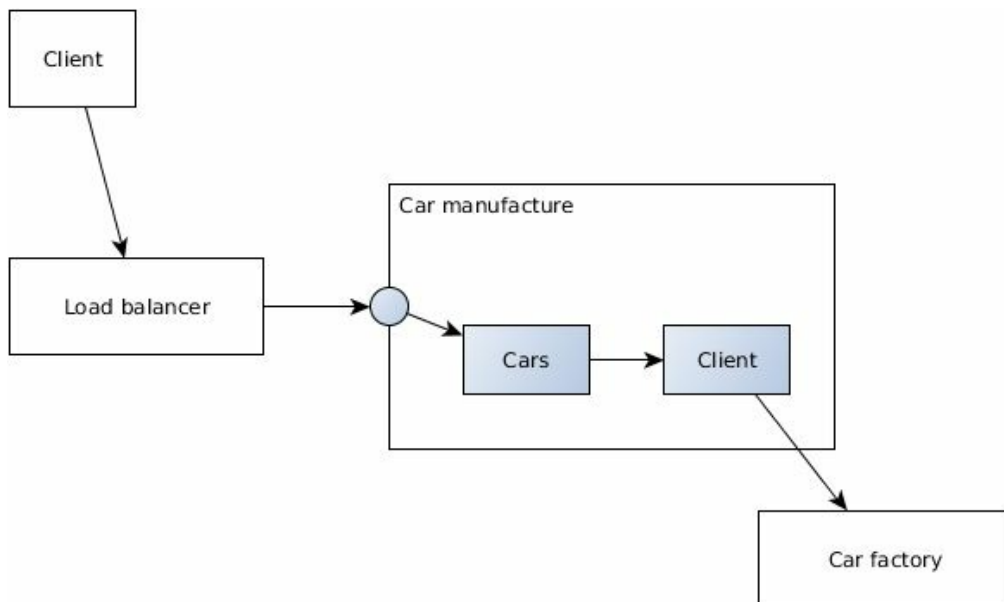 Client
Car manufacture
Load balancer
Cars
Client
Car factory